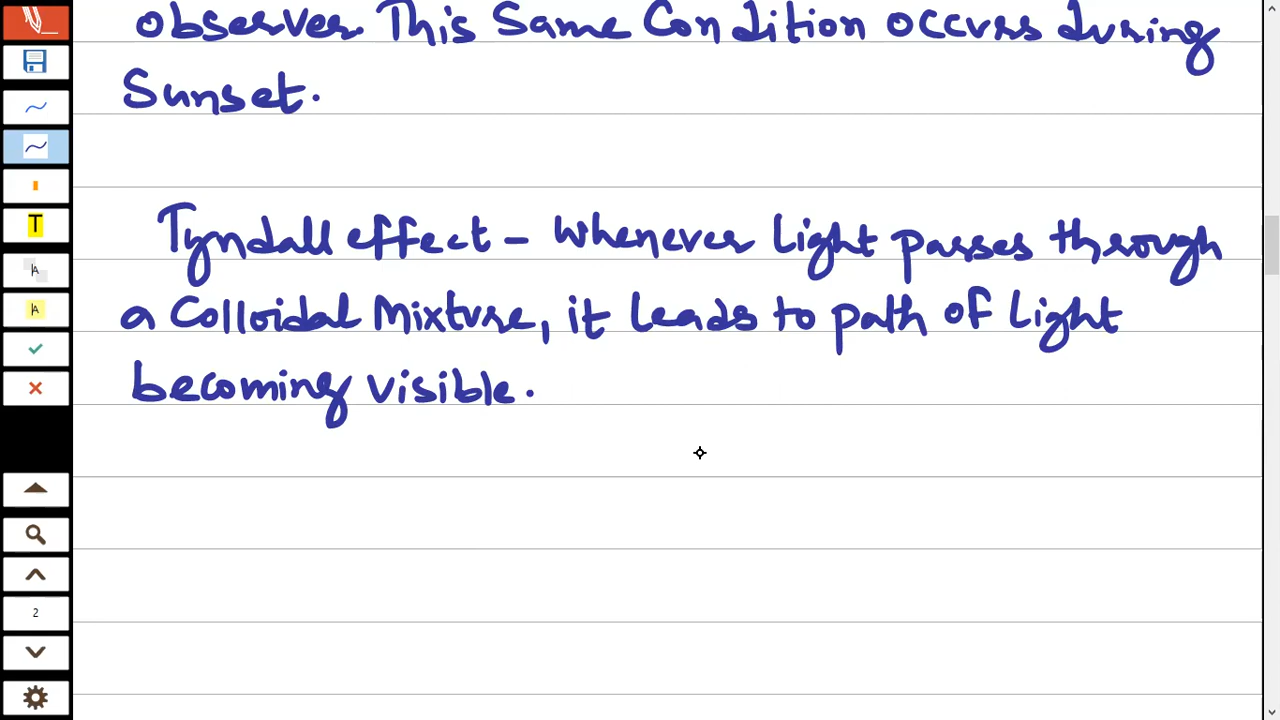 observer. This Same Condition occurs during
Sunset.
Tyndall effect - Whenever light passes through
a Colloidal Mixture, it leads to path of light
becoming visible.
T
A
A
2